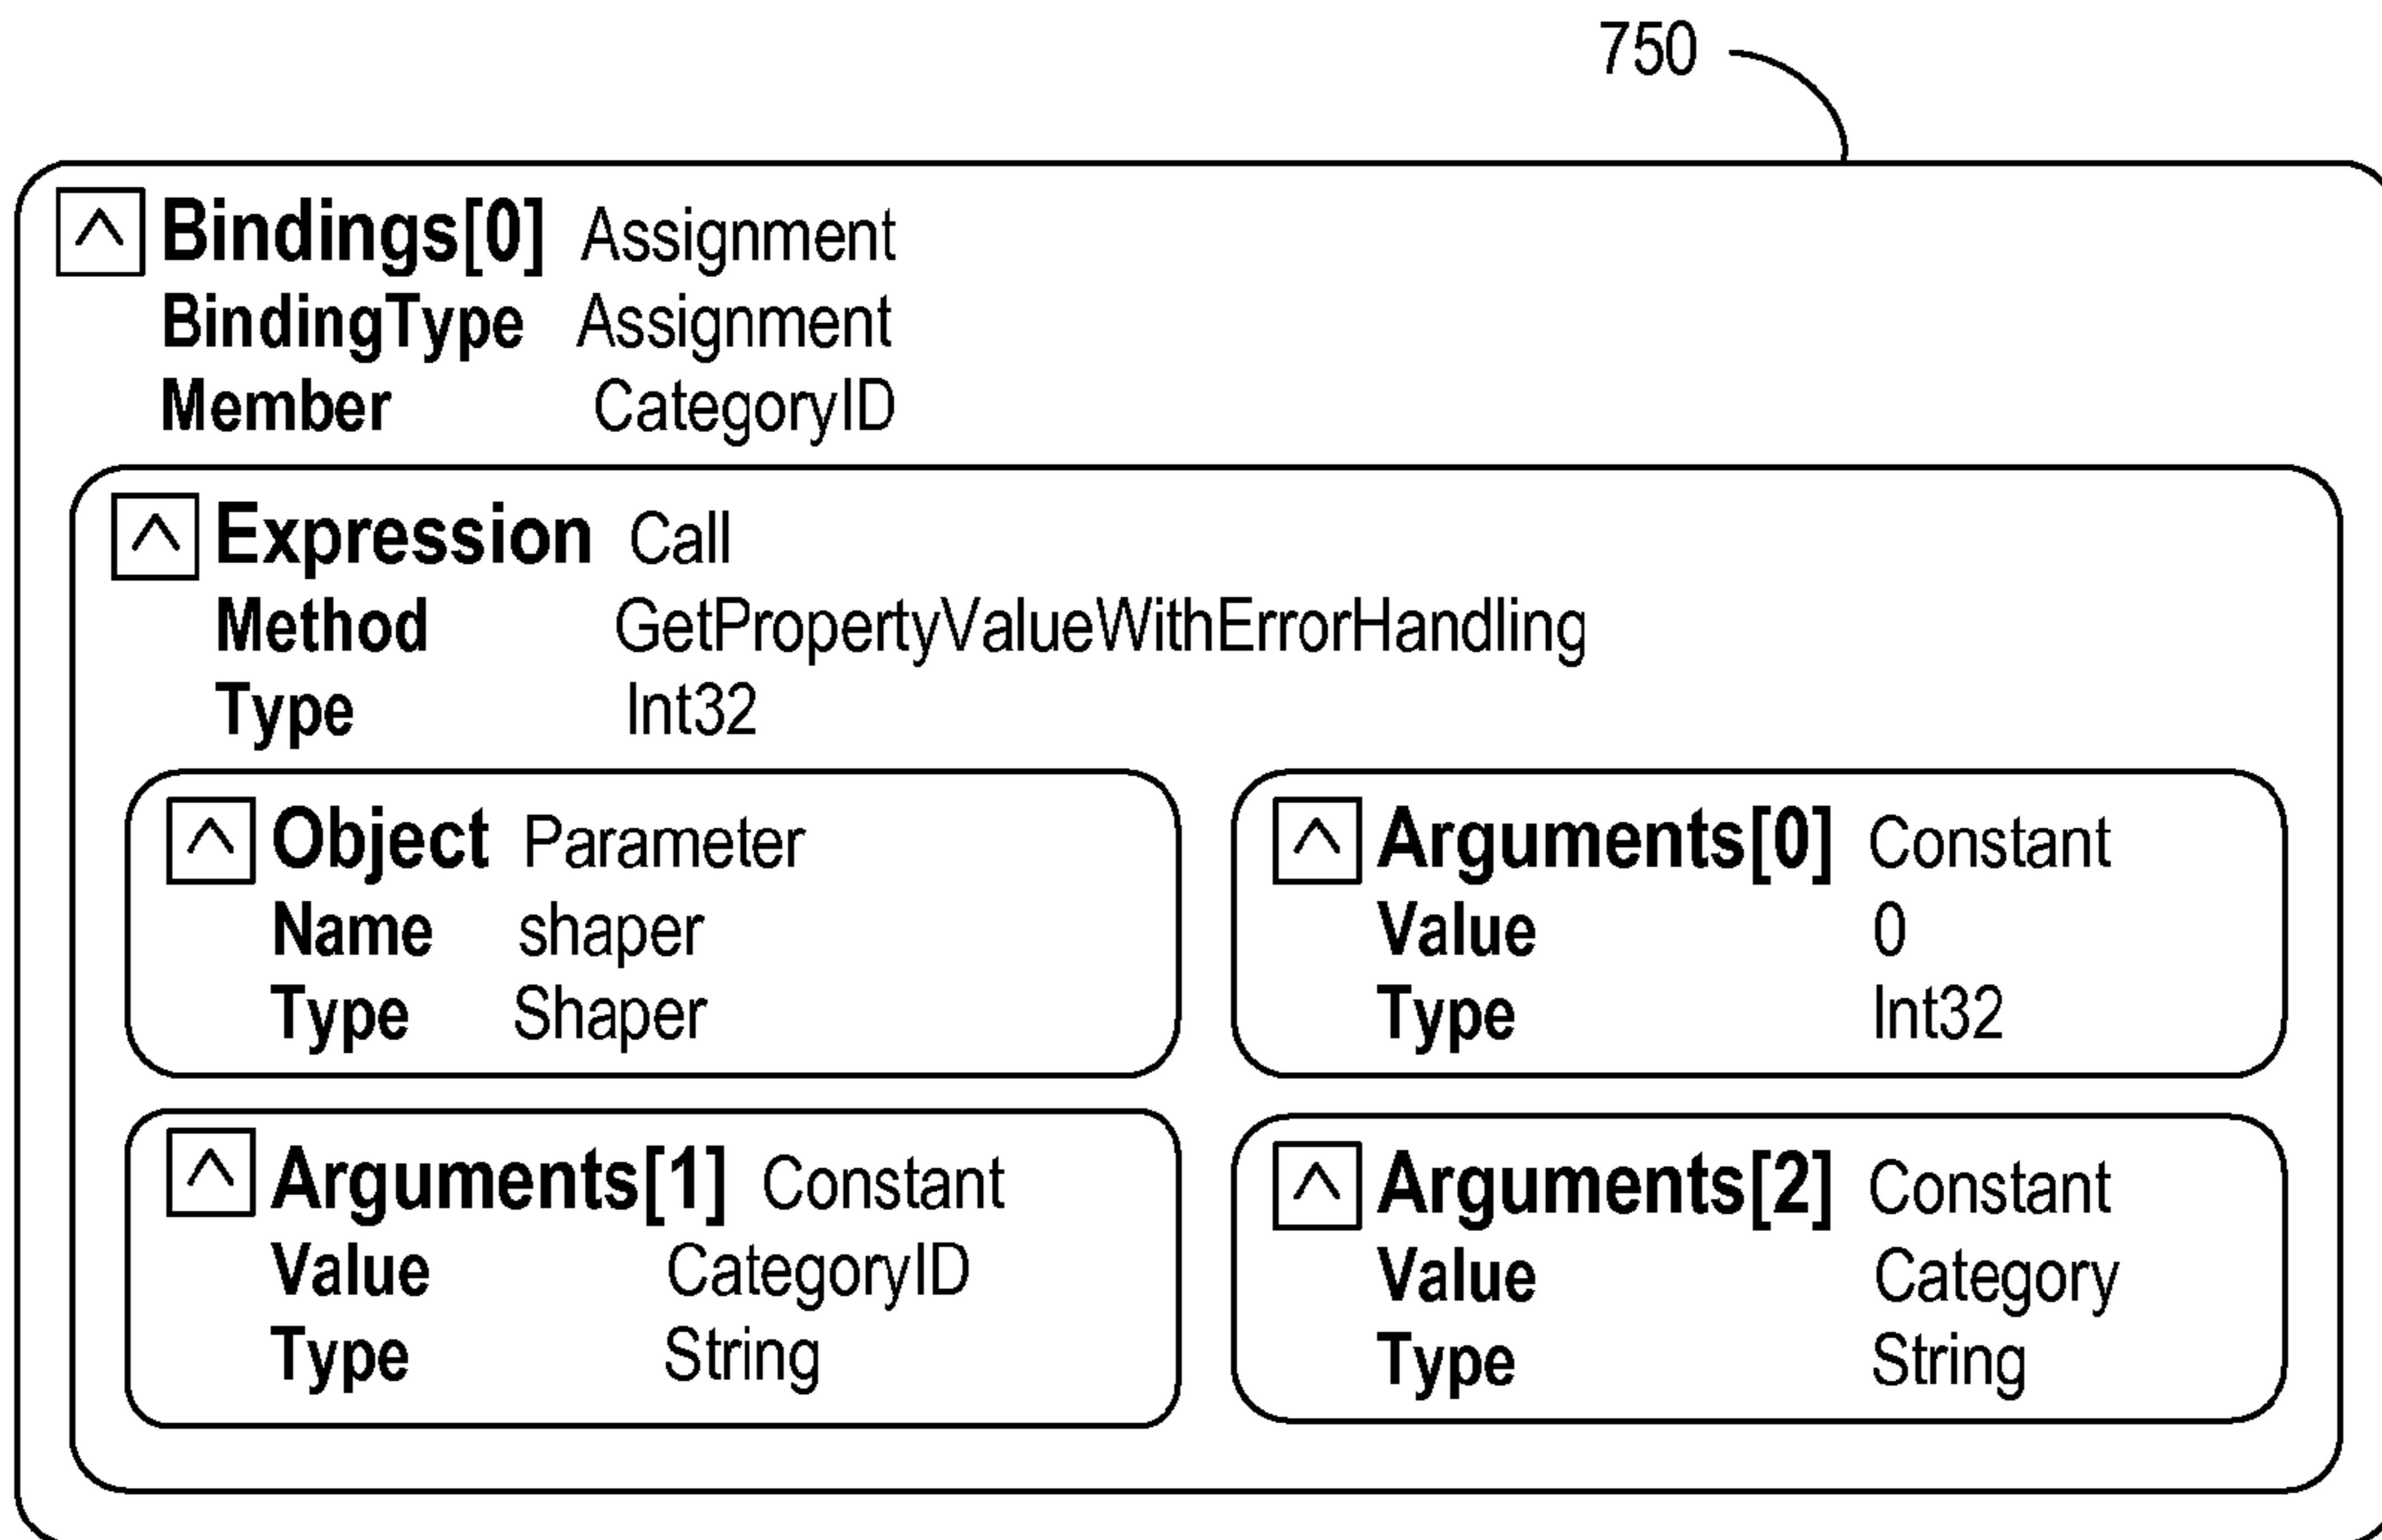 750
Bindings[0] Assignment
BindingType Assignment
Member CategoryID
Expression Call
Method GetPropertyValueWithErrorHandling
Type Int32
Object Parameter
Name shaper
Type Shaper
Arguments[0] Constant
Value 0
Type Int32
Arguments[1] Constant
Value CategoryID
Type String
Arguments[2] Constant
Value Category
Type String